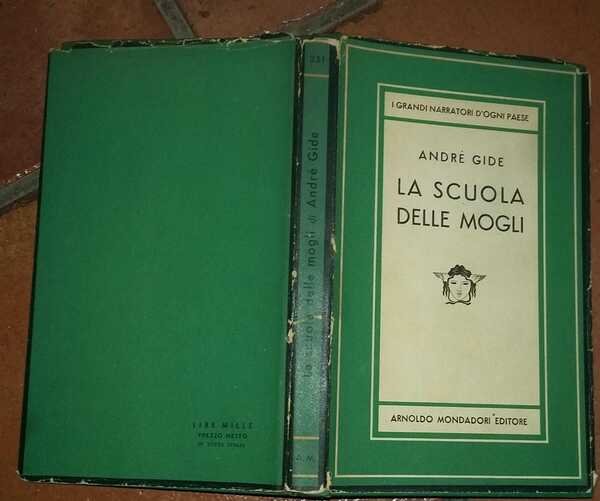 I GRANDI NARRATORI D'OGNI PAESE
ANDRÉ GIDE
LA SCUOLA
DELLE MOGLI
ARNOLDO MONDADORI EDITORE
231
la scuola delle mogli di André Gide
A. M.
LIRE MILLE
PREZZO NETTO